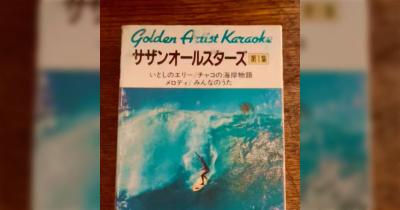 Golden Artist Karaoke
サザンオールスターズ 第1集
いとしのエリー/チャコの海岸物語
メロディ/みんなのうた